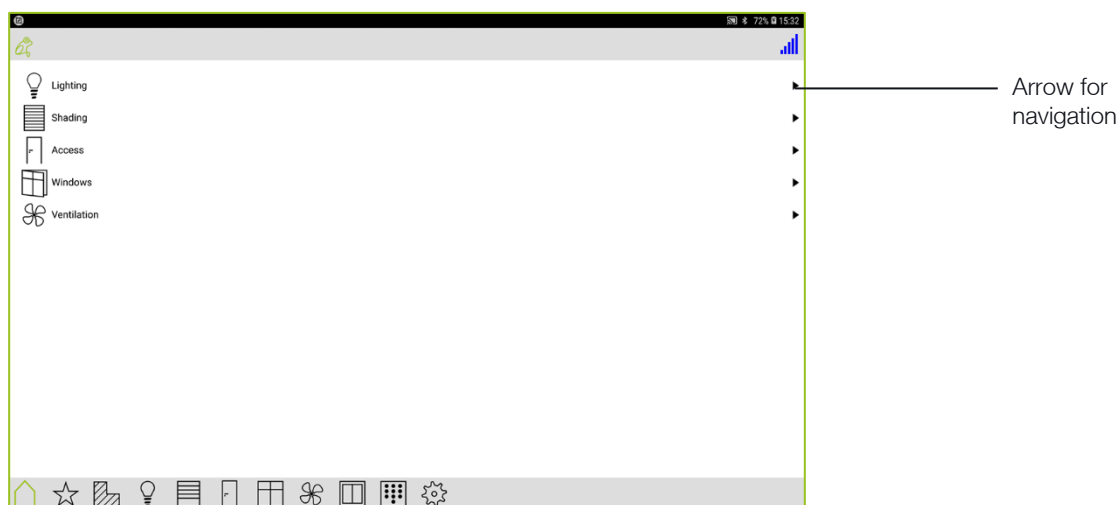 72% 15:32
Lighting
Shading
Access
Windows
Ventilation
Arrow for
navigation